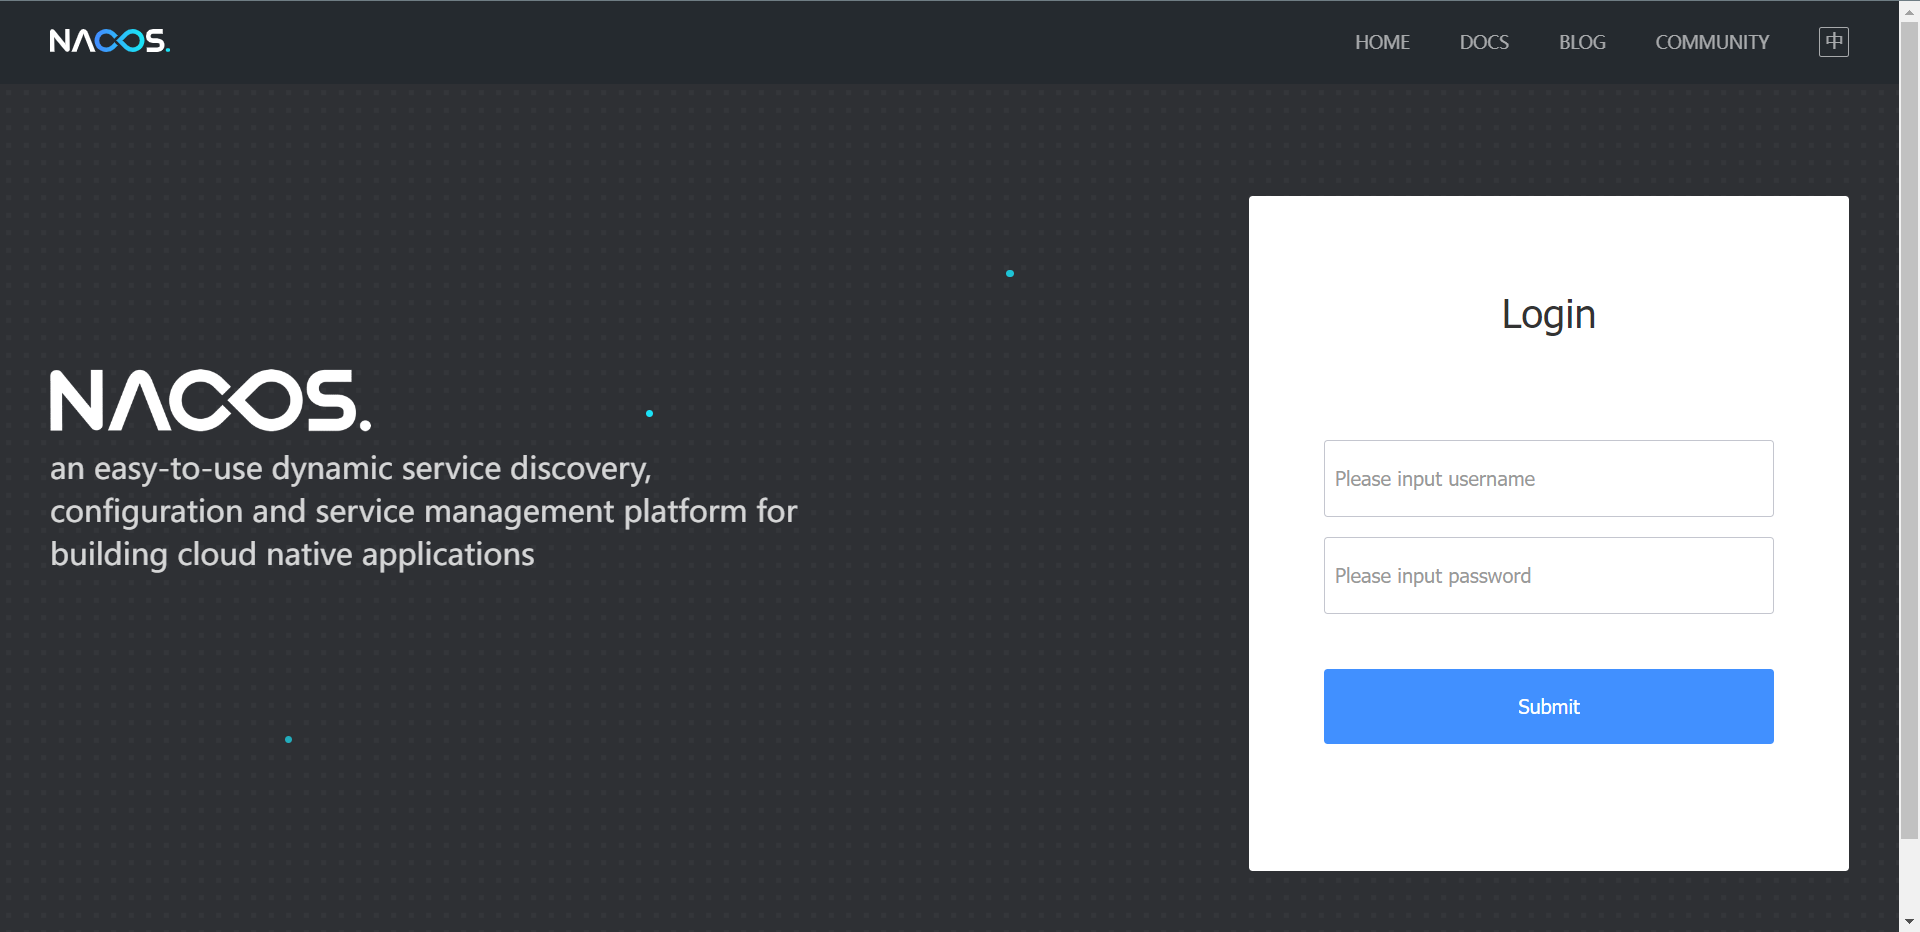 NACOS.
HOME DOCS BLOG COMMUNITY 中
NACOS.
an easy-to-use dynamic service discovery,
configuration and service management platform for
building cloud native applications
Login
Please input username
Please input password
Submit